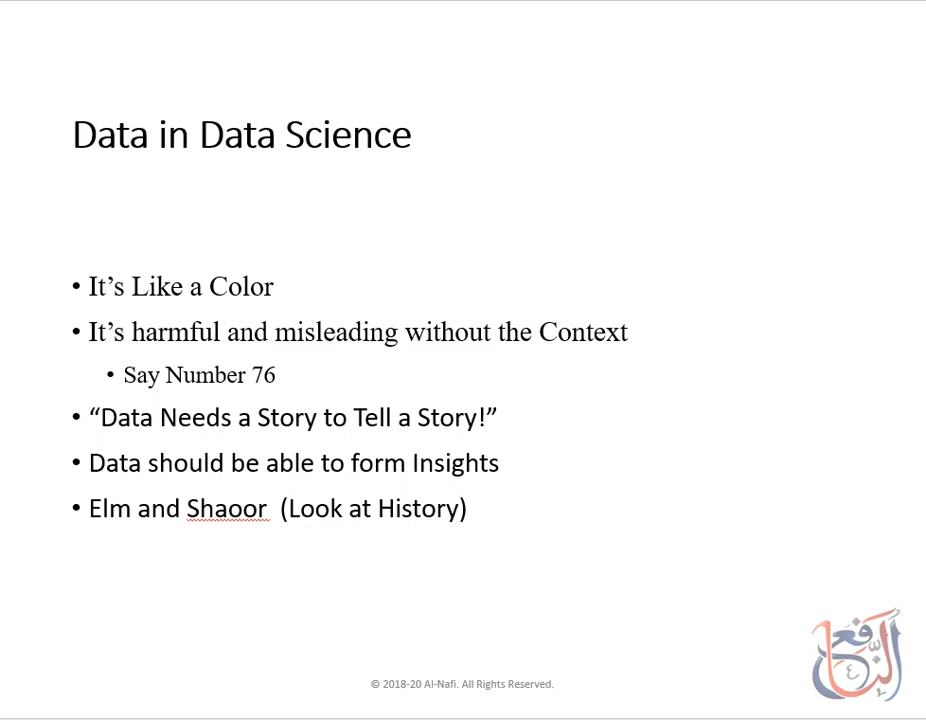 Data in Data Science
• It’s Like a Color
• It’s harmful and misleading without the Context
• Say Number 76
• “Data Needs a Story to Tell a Story!”
• Data should be able to form Insights
• Elm and Shaoor (Look at History)
النافع
© 2018-20 Al-Nafi. All Rights Reserved.